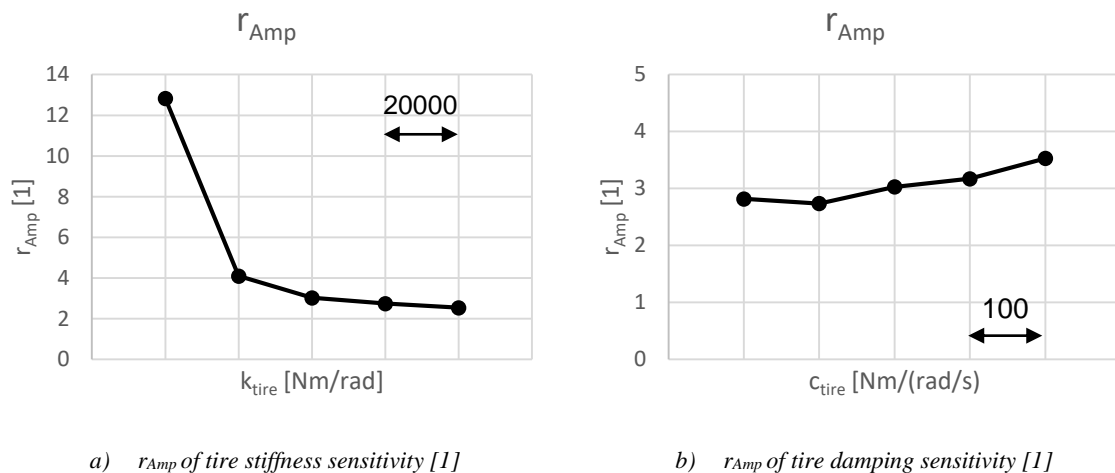 r_Amp
14
12
10
8
6
4
2
0
r_Amp [1]
20000
k_tire [Nm/rad]
a) r_Amp of tire stiffness sensitivity [1]
r_Amp
5
4
3
2
1
0
r_Amp [1]
100
c_tire [Nm/(rad/s)
b) r_Amp of tire damping sensitivity [1]